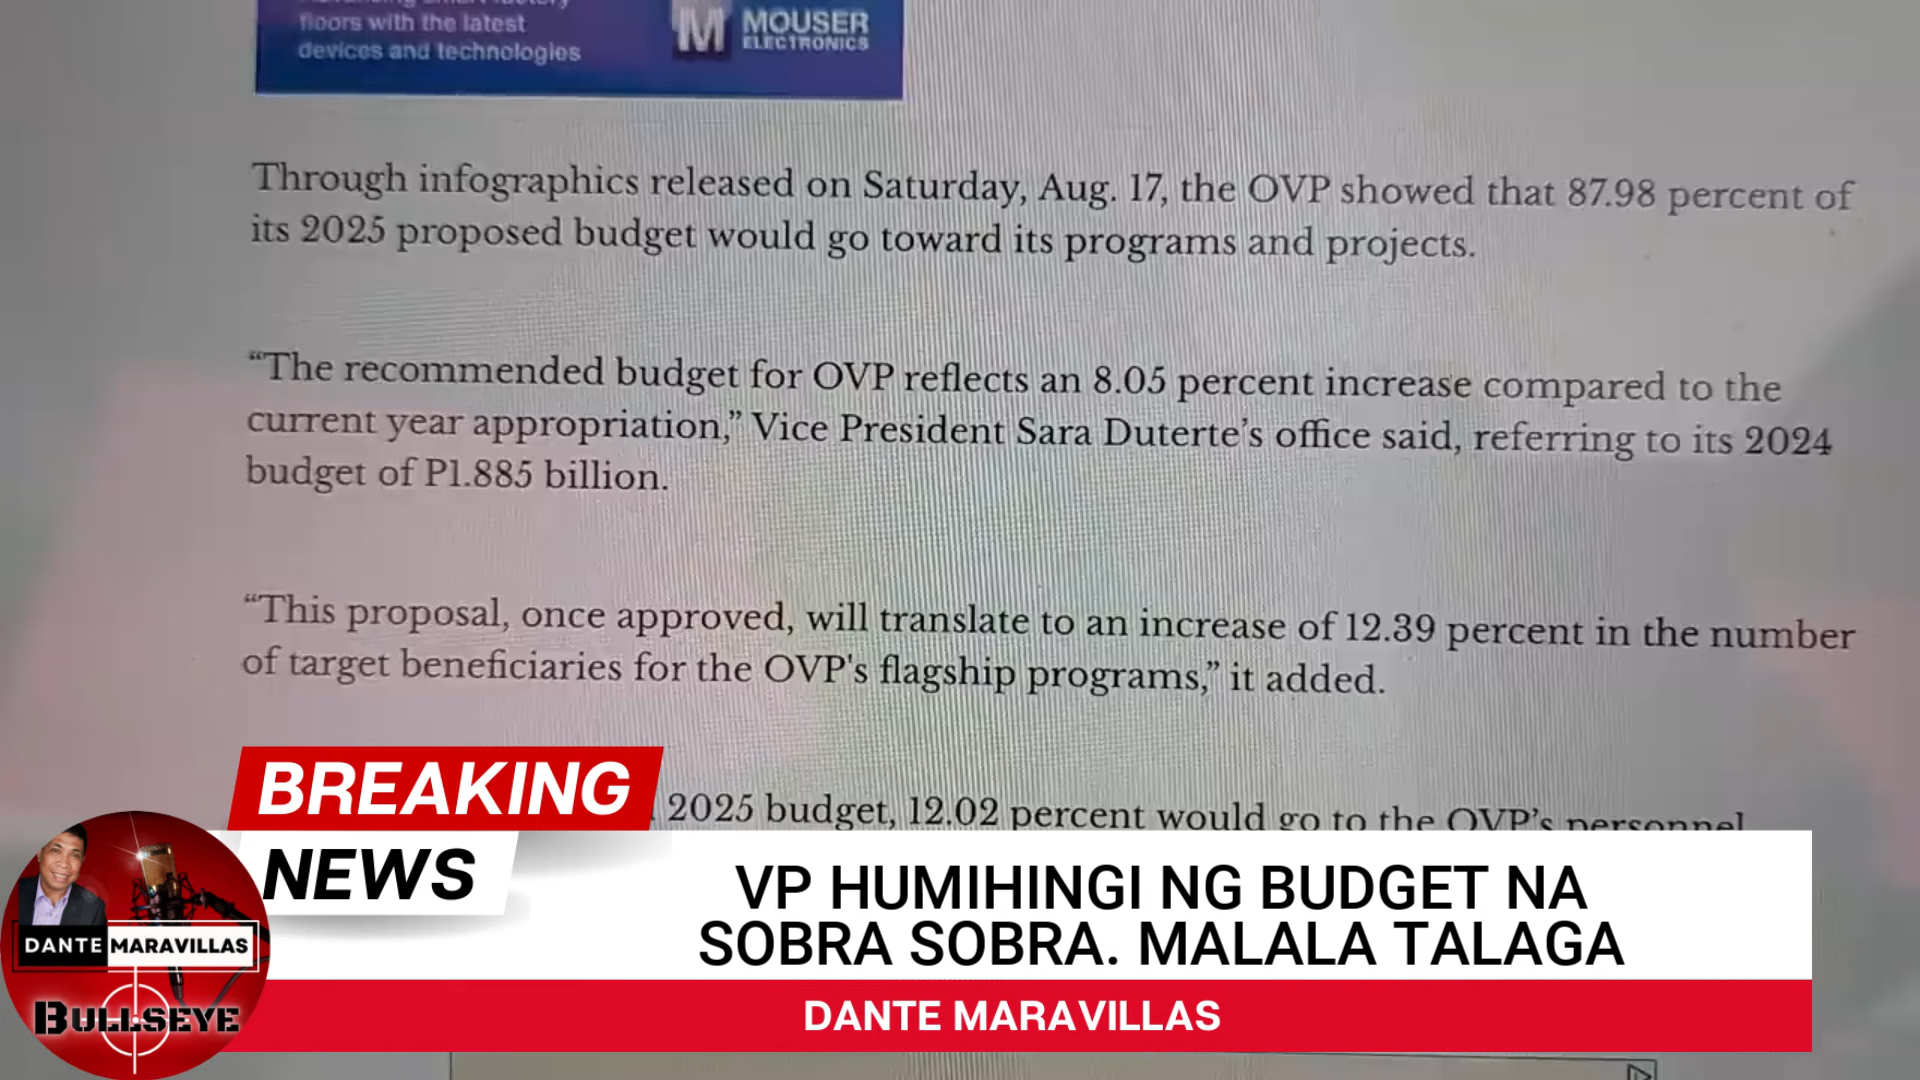 floors with the latest
devices and technologies
M MOUSER
ELECTRONICS
Through infographics released on Saturday, Aug. 17, the OVP showed that 87.98 percent of
its 2025 proposed budget would go toward its programs and projects.
“The recommended budget for OVP reflects an 8.05 percent increase compared to the
current year appropriation,” Vice President Sara Duterte’s office said, referring to its 2024
budget of P1.885 billion.
“This proposal, once approved, will translate to an increase of 12.39 percent in the number
of target beneficiaries for the OVP's flagship programs,” it added.
2025 budget, 12.02 percent would go to the OVP’s personnel
BREAKING
NEWS
VP HUMIHINGI NG BUDGET NA
SOBRA SOBRA. MALALA TALAGA
DANTE MARAVILLAS
DANTE MARAVILLAS
BULLSEYE